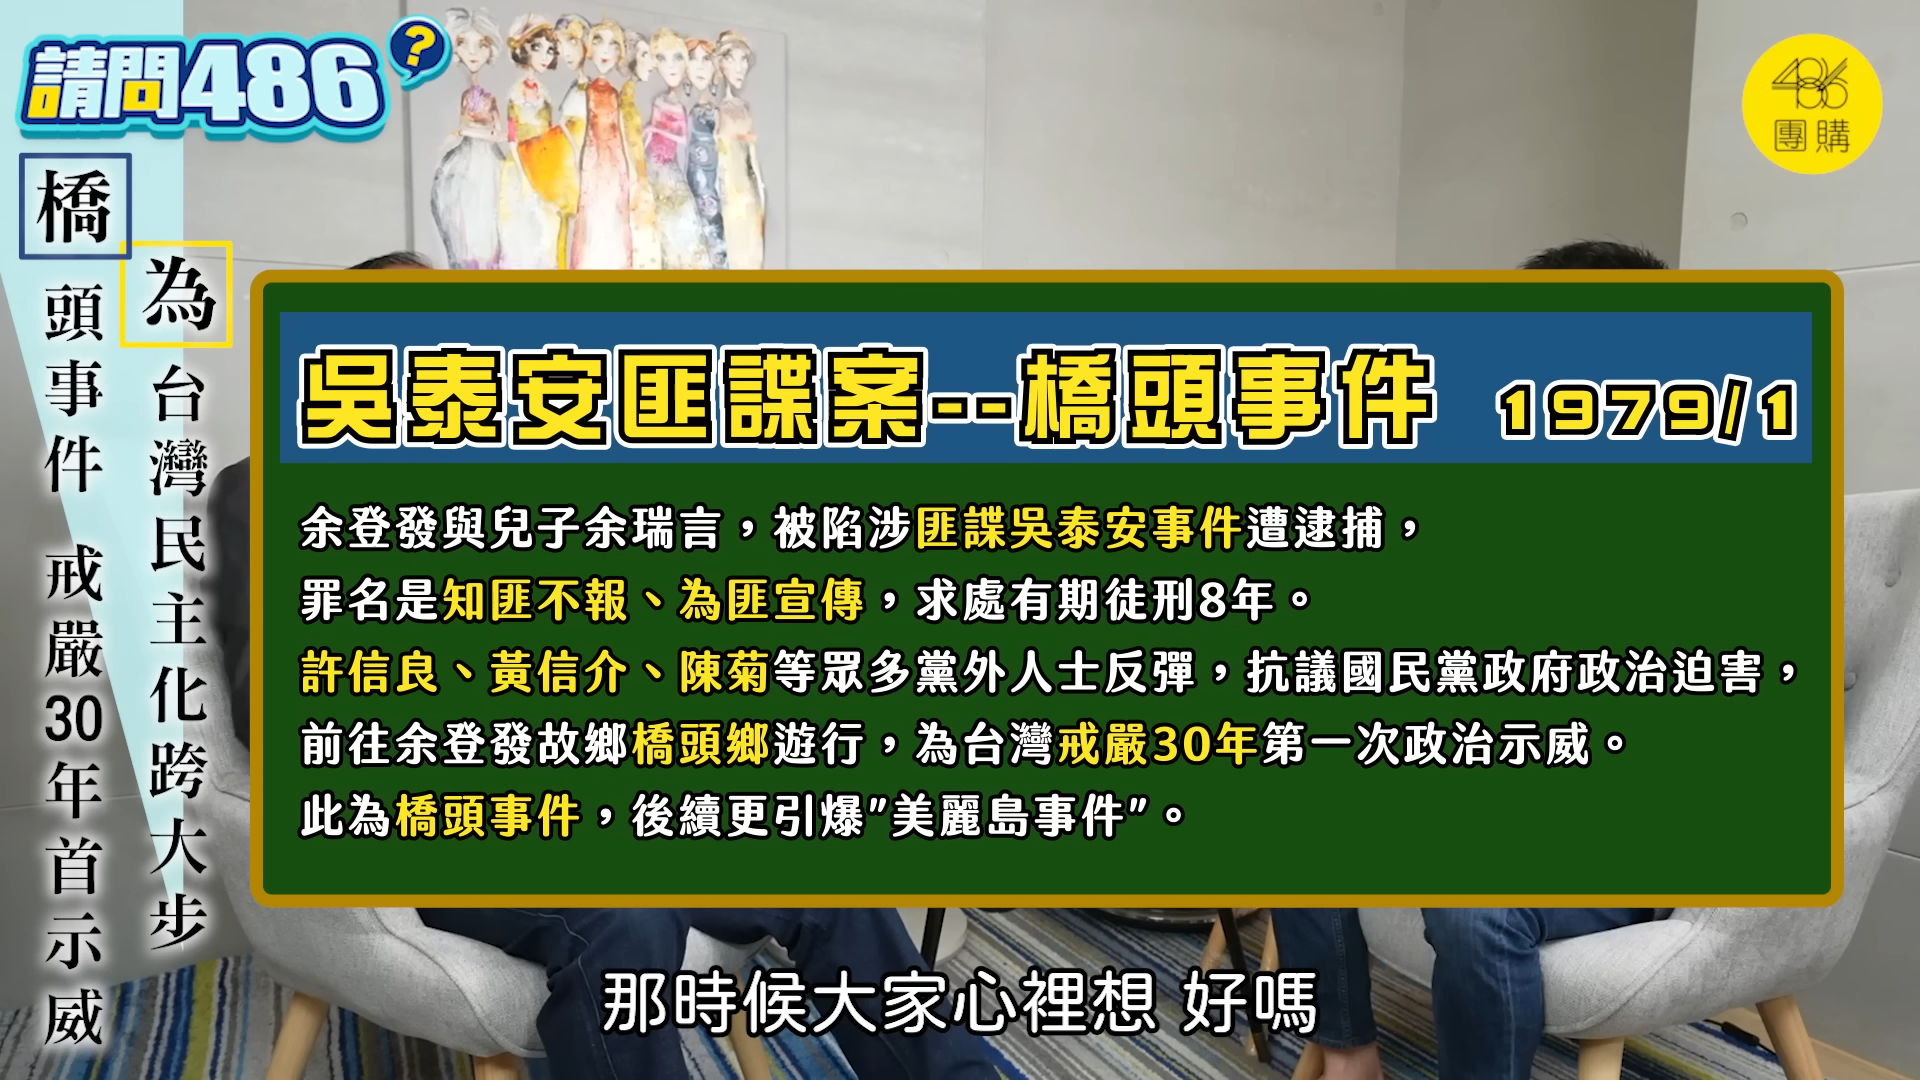 請問486?
486
團購
橋頭事件 戒嚴30年首示威
為台灣民主化跨大步
吳泰安匪諜案--橋頭事件 1979/1
余登發與兒子余瑞言，被陷涉匪諜吳泰安事件遭逮捕，
罪名是知匪不報、為匪宣傳，求處有期徒刑8年。
許信良、黃信介、陳菊等眾多黨外人士反彈，抗議國民黨政府政治迫害，
前往余登發故鄉橋頭鄉遊行，為台灣戒嚴30年第一次政治示威。
此為橋頭事件，後續更引爆"美麗島事件"。
那時候大家心裡想 好嗎